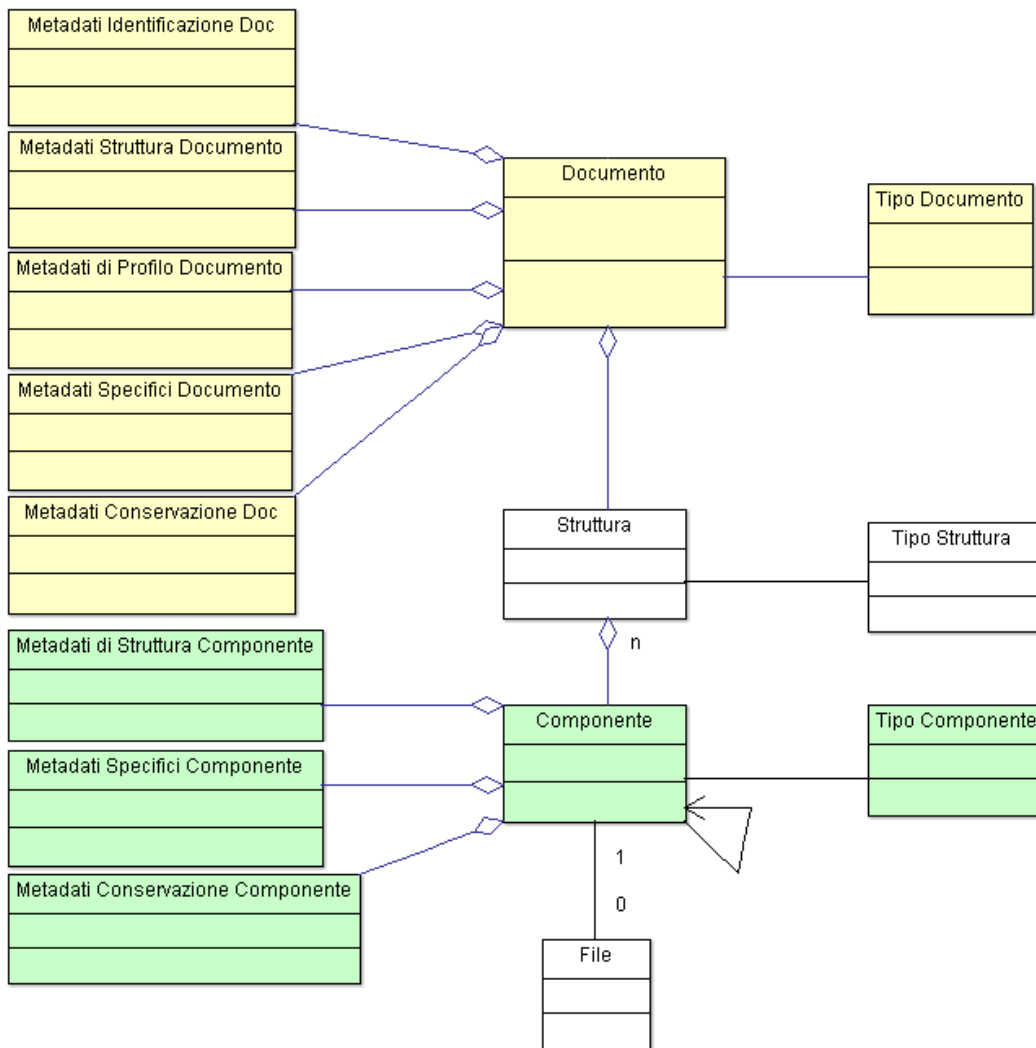 Metadati Identificazione Doc
Metadati Struttura Documento
Documento
Tipo Documento
Metadati di Profilo Documento
Metadati Specifici Documento
Metadati Conservazione Doc
Struttura
Tipo Struttura
n
Metadati di Struttura Componente
Componente
Tipo Componente
Metadati Specifici Componente
1
Metadati Conservazione Componente
0
File